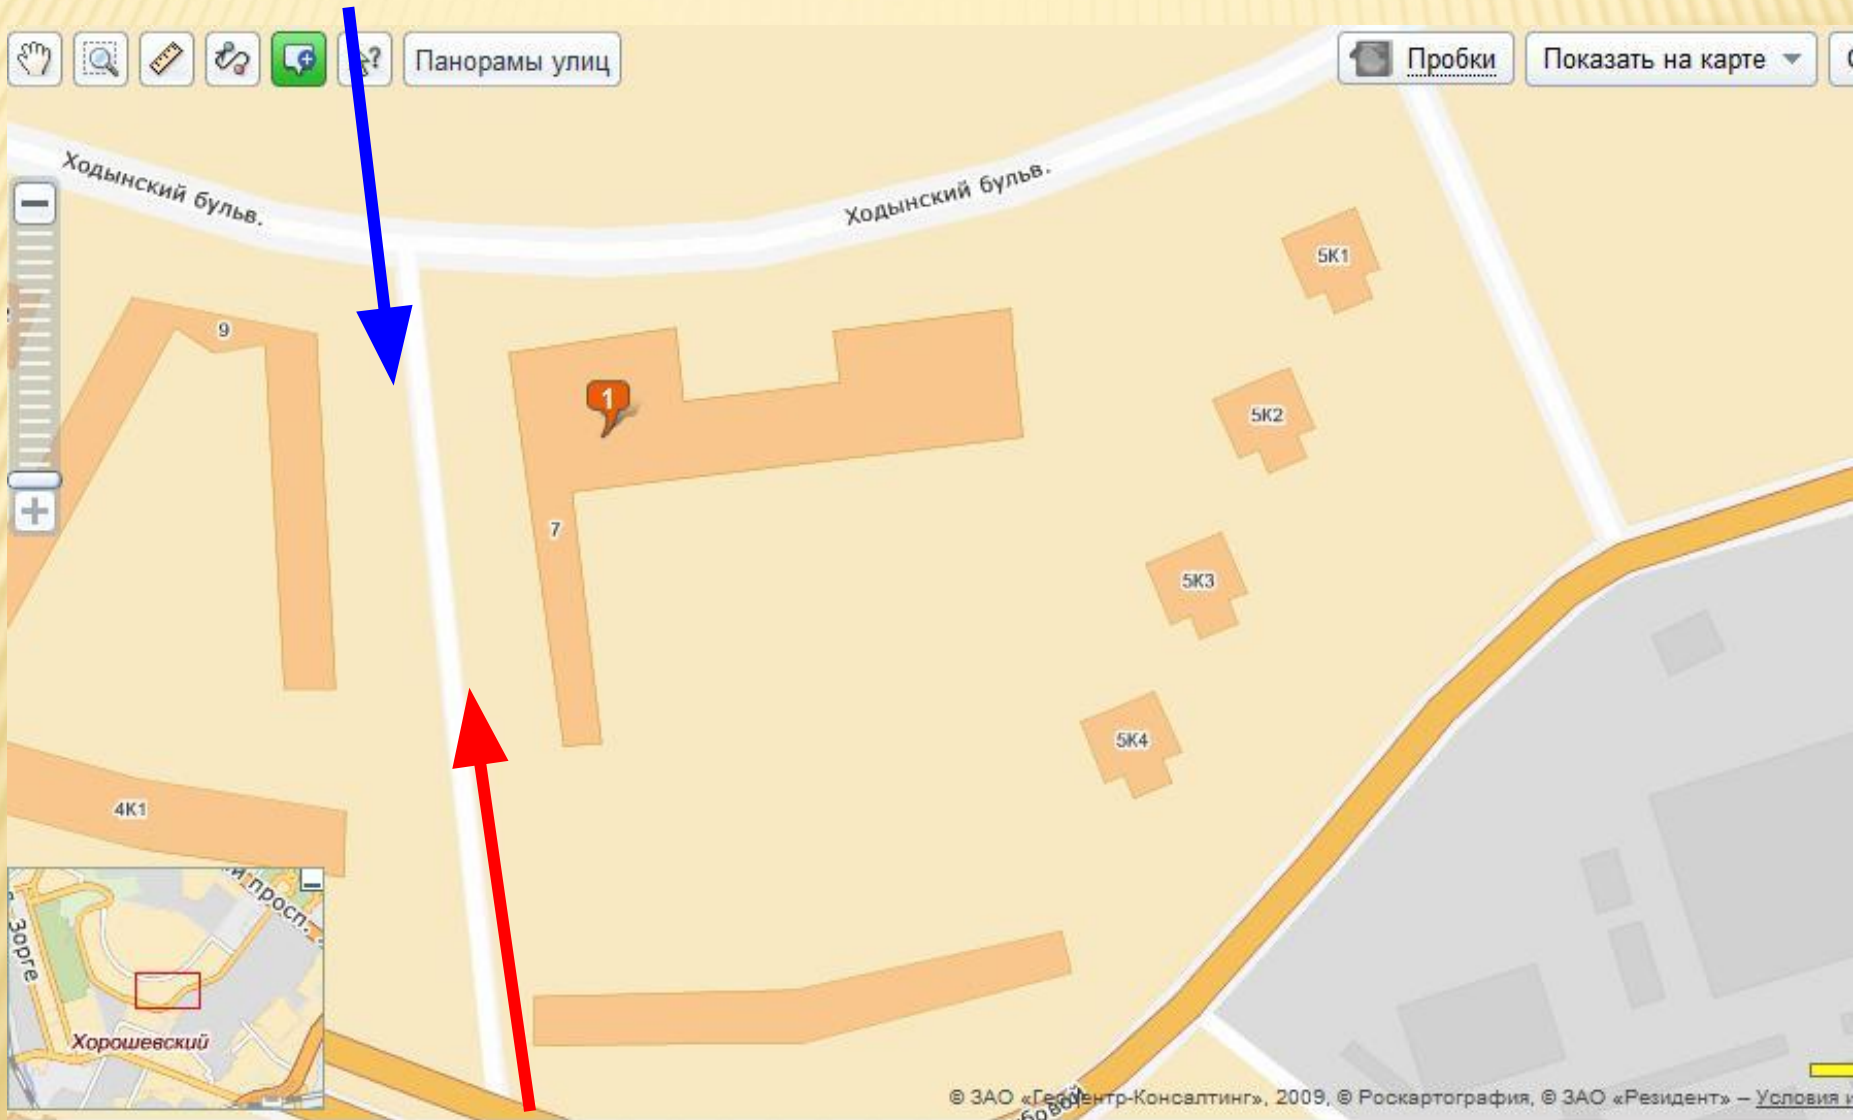 Панорамы улиц
Пробки
Показать на карте
Ходынский бульв.
Ходынский бульв.
5К1
9
1
5К2
7
5К3
5К4
4К1
просп.
Зорге
Хорошевский
© ЗАО «Геоцентр-Консалтинг», 2009, © Роскартография, © ЗАО «Резидент» – Условия и